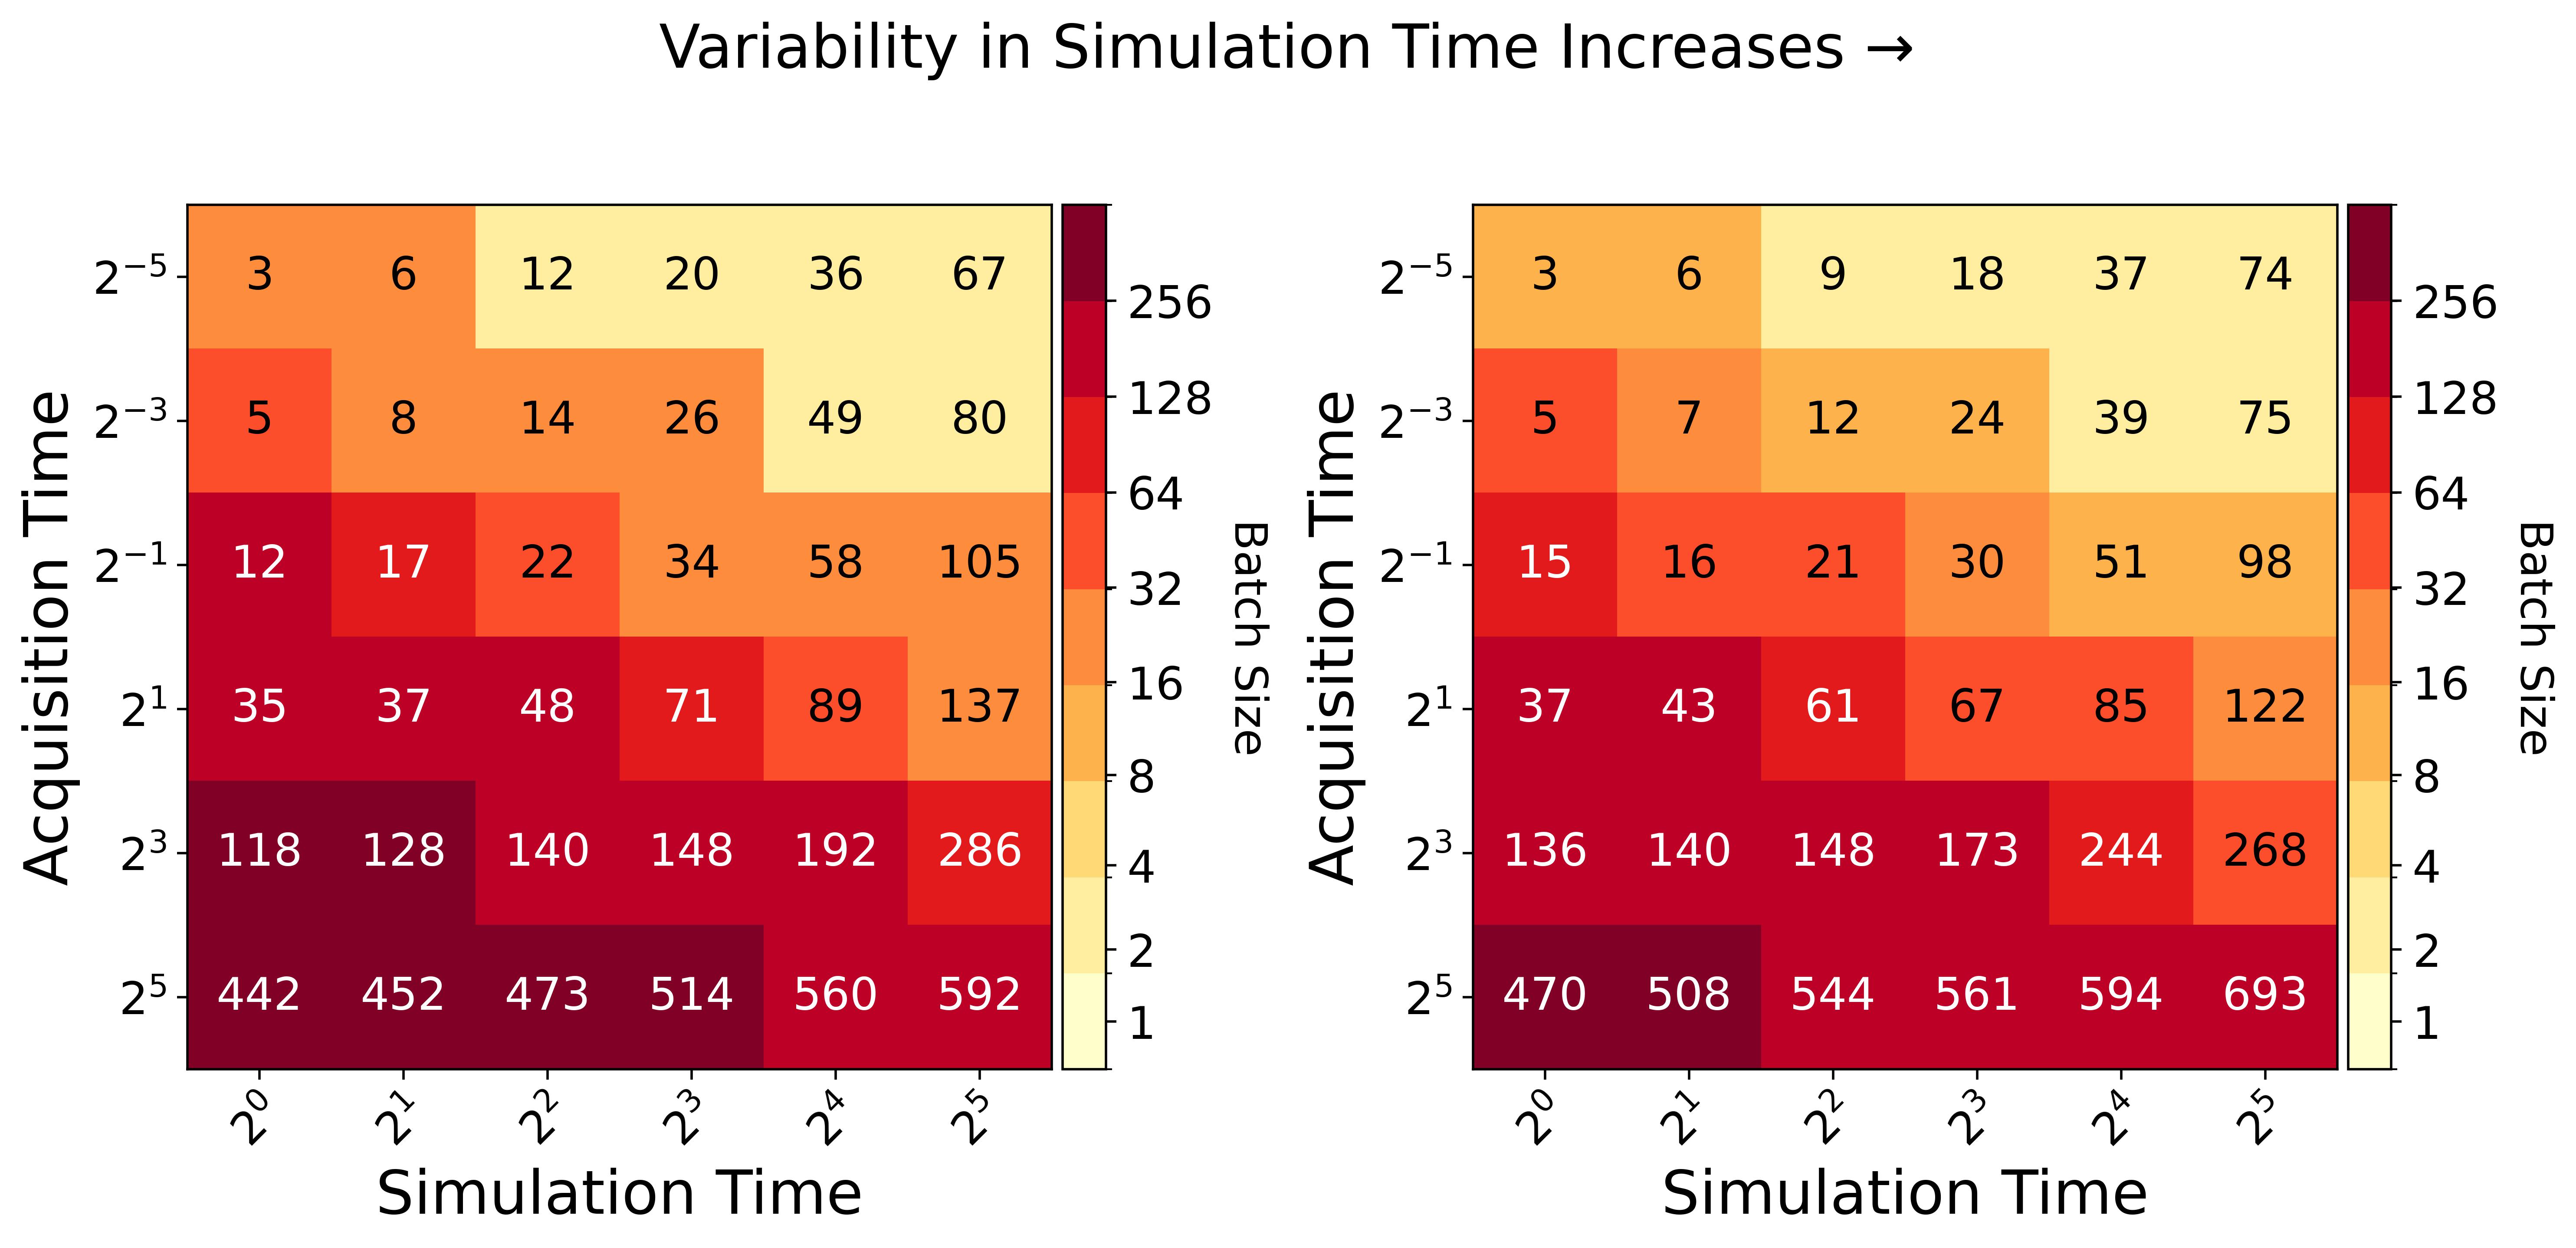 Variability in Simulation Time Increases →
Acquisition Time
2⁻⁵ 3 6 12 20 36 67
2⁻³ 5 8 14 26 49 80
2⁻¹ 12 17 22 34 58 105
2¹ 35 37 48 71 89 137
2³ 118 128 140 148 192 286
2⁵ 442 452 473 514 560 592
2⁰ 2¹ 2² 2³ 2⁴ 2⁵
Simulation Time
256
128
64
32
16
8
4
2
1
Batch Size
Acquisition Time
2⁻⁵ 3 6 9 18 37 74
2⁻³ 5 7 12 24 39 75
2⁻¹ 15 16 21 30 51 98
2¹ 37 43 61 67 85 122
2³ 136 140 148 173 244 268
2⁵ 470 508 544 561 594 693
2⁰ 2¹ 2² 2³ 2⁴ 2⁵
Simulation Time
256
128
64
32
16
8
4
2
1
Batch Size